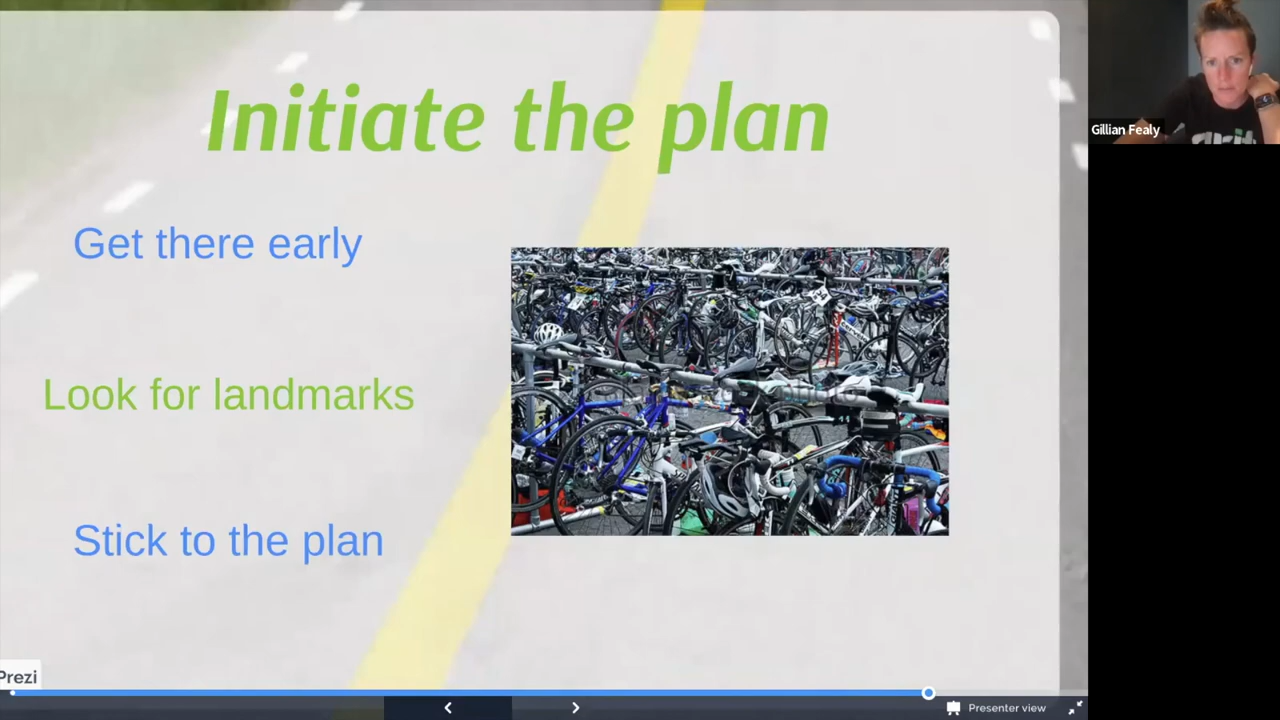 Initiate the plan
Gillian Fealy
Get there early
Look for landmarks
Stick to the plan
Prezi
Presenter view